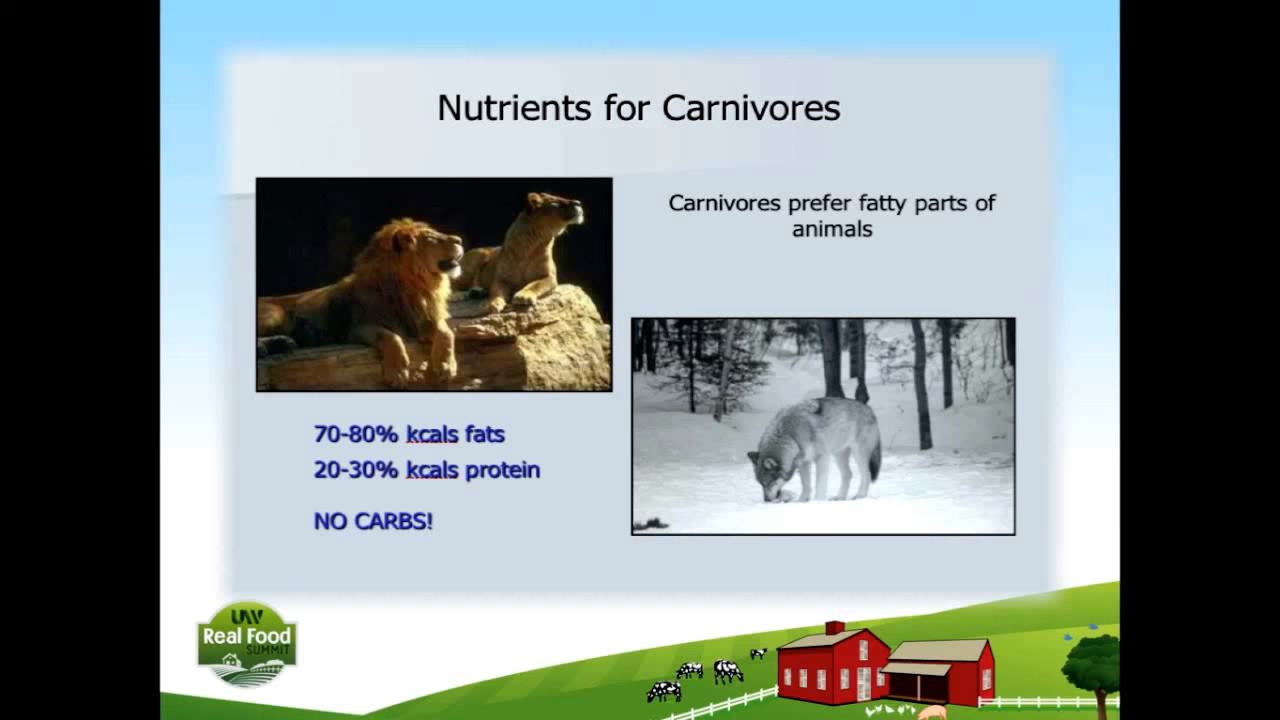 Nutrients for Carnivores
Carnivores prefer fatty parts of
animals
70-80% kcals fats
20-30% kcals protein
NO CARBS!
UW
Real Food
SUMMIT